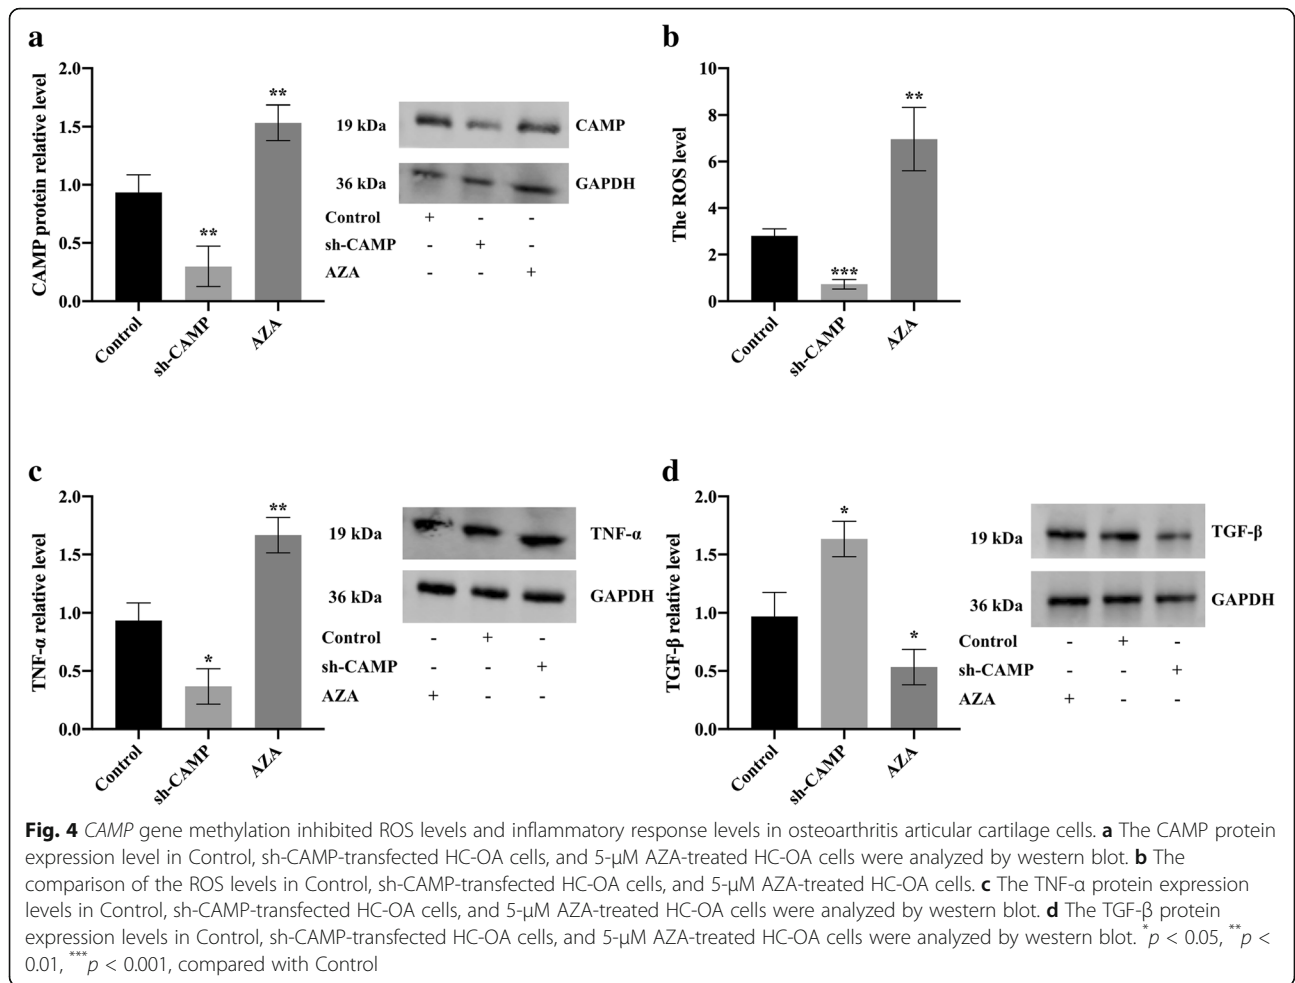 a
CAMP protein relative level
2.0
1.5
1.0
0.5
0.0
**
**
Control
sh-CAMP
AZA
19 kDa
CAMP
36 kDa
GAPDH
Control + - -
sh-CAMP - + -
AZA - - +
b
The ROS level
10
8
6
4
2
0
***
**
Control
sh-CAMP
AZA
c
TNF-α relative level
2.0
1.5
1.0
0.5
0.0
*
**
Control
sh-CAMP
AZA
19 kDa
TNF-α
36 kDa
GAPDH
Control - + -
sh-CAMP - - +
AZA + - -
d
TGF-β relative level
2.0
1.5
1.0
0.5
0.0
*
*
Control
sh-CAMP
AZA
19 kDa
TGF-β
36 kDa
GAPDH
Control - + -
sh-CAMP - - +
AZA + - -
Fig. 4 CAMP gene methylation inhibited ROS levels and inflammatory response levels in osteoarthritis articular cartilage cells. a The CAMP protein
expression level in Control, sh-CAMP-transfected HC-OA cells, and 5-μM AZA-treated HC-OA cells were analyzed by western blot. b The
comparison of the ROS levels in Control, sh-CAMP-transfected HC-OA cells, and 5-μM AZA-treated HC-OA cells. c The TNF-α protein expression
levels in Control, sh-CAMP-transfected HC-OA cells, and 5-μM AZA-treated HC-OA cells were analyzed by western blot. d The TGF-β protein
expression levels in Control, sh-CAMP-transfected HC-OA cells, and 5-μM AZA-treated HC-OA cells were analyzed by western blot. *p < 0.05, **p <
0.01, ***p < 0.001, compared with Control